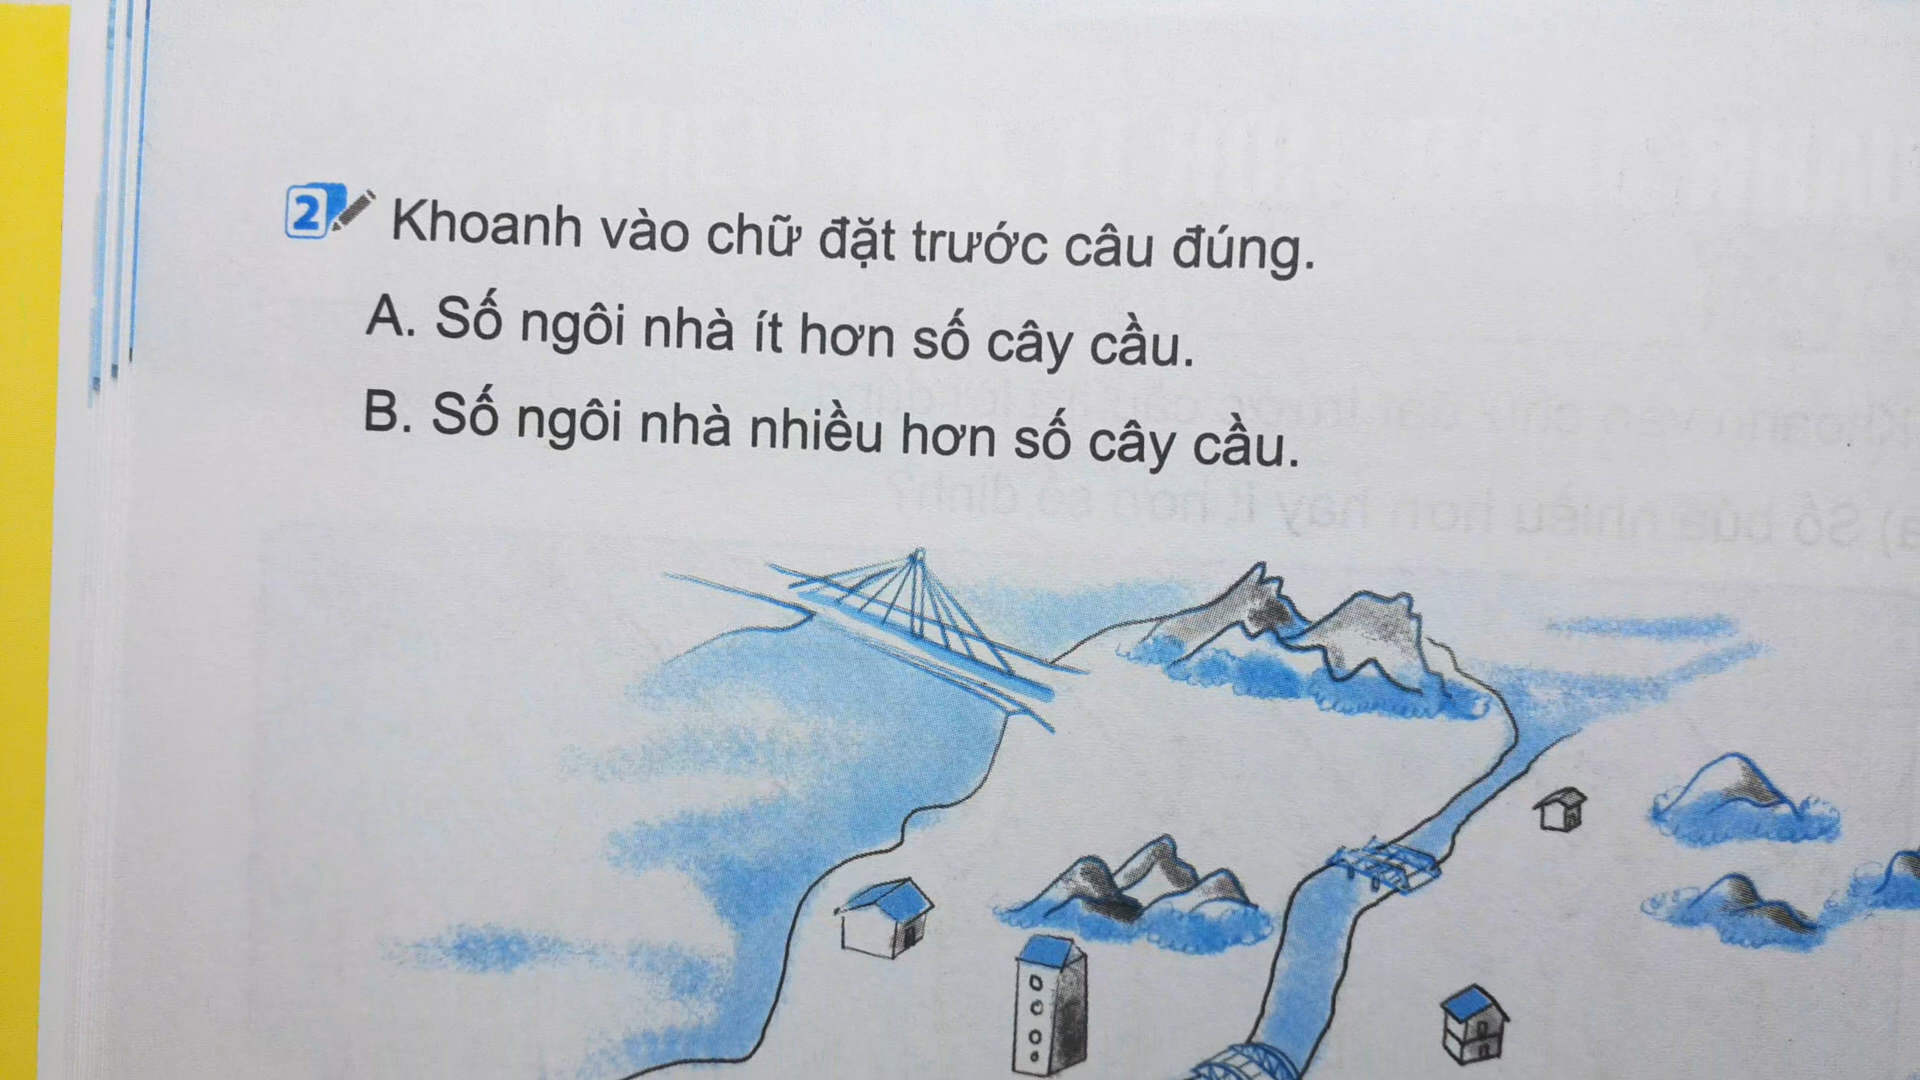 2 Khoanh vào chữ đặt trước câu đúng.
A. Số ngôi nhà ít hơn số cây cầu.
B. Số ngôi nhà nhiều hơn số cây cầu.